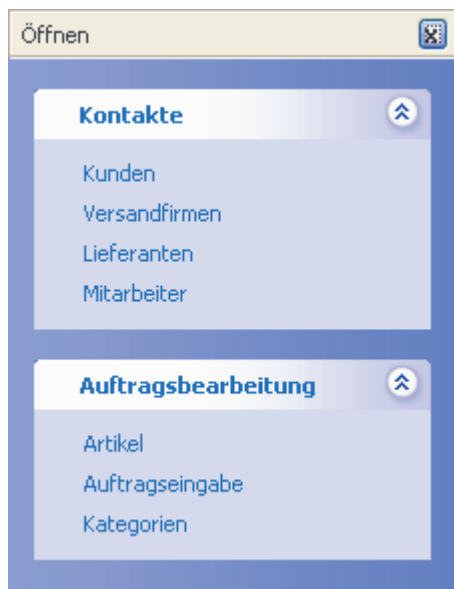 Öffnen
Kontakte
Kunden
Versandfirmen
Lieferanten
Mitarbeiter
Auftragsbearbeitung
Artikel
Auftragseingabe
Kategorien